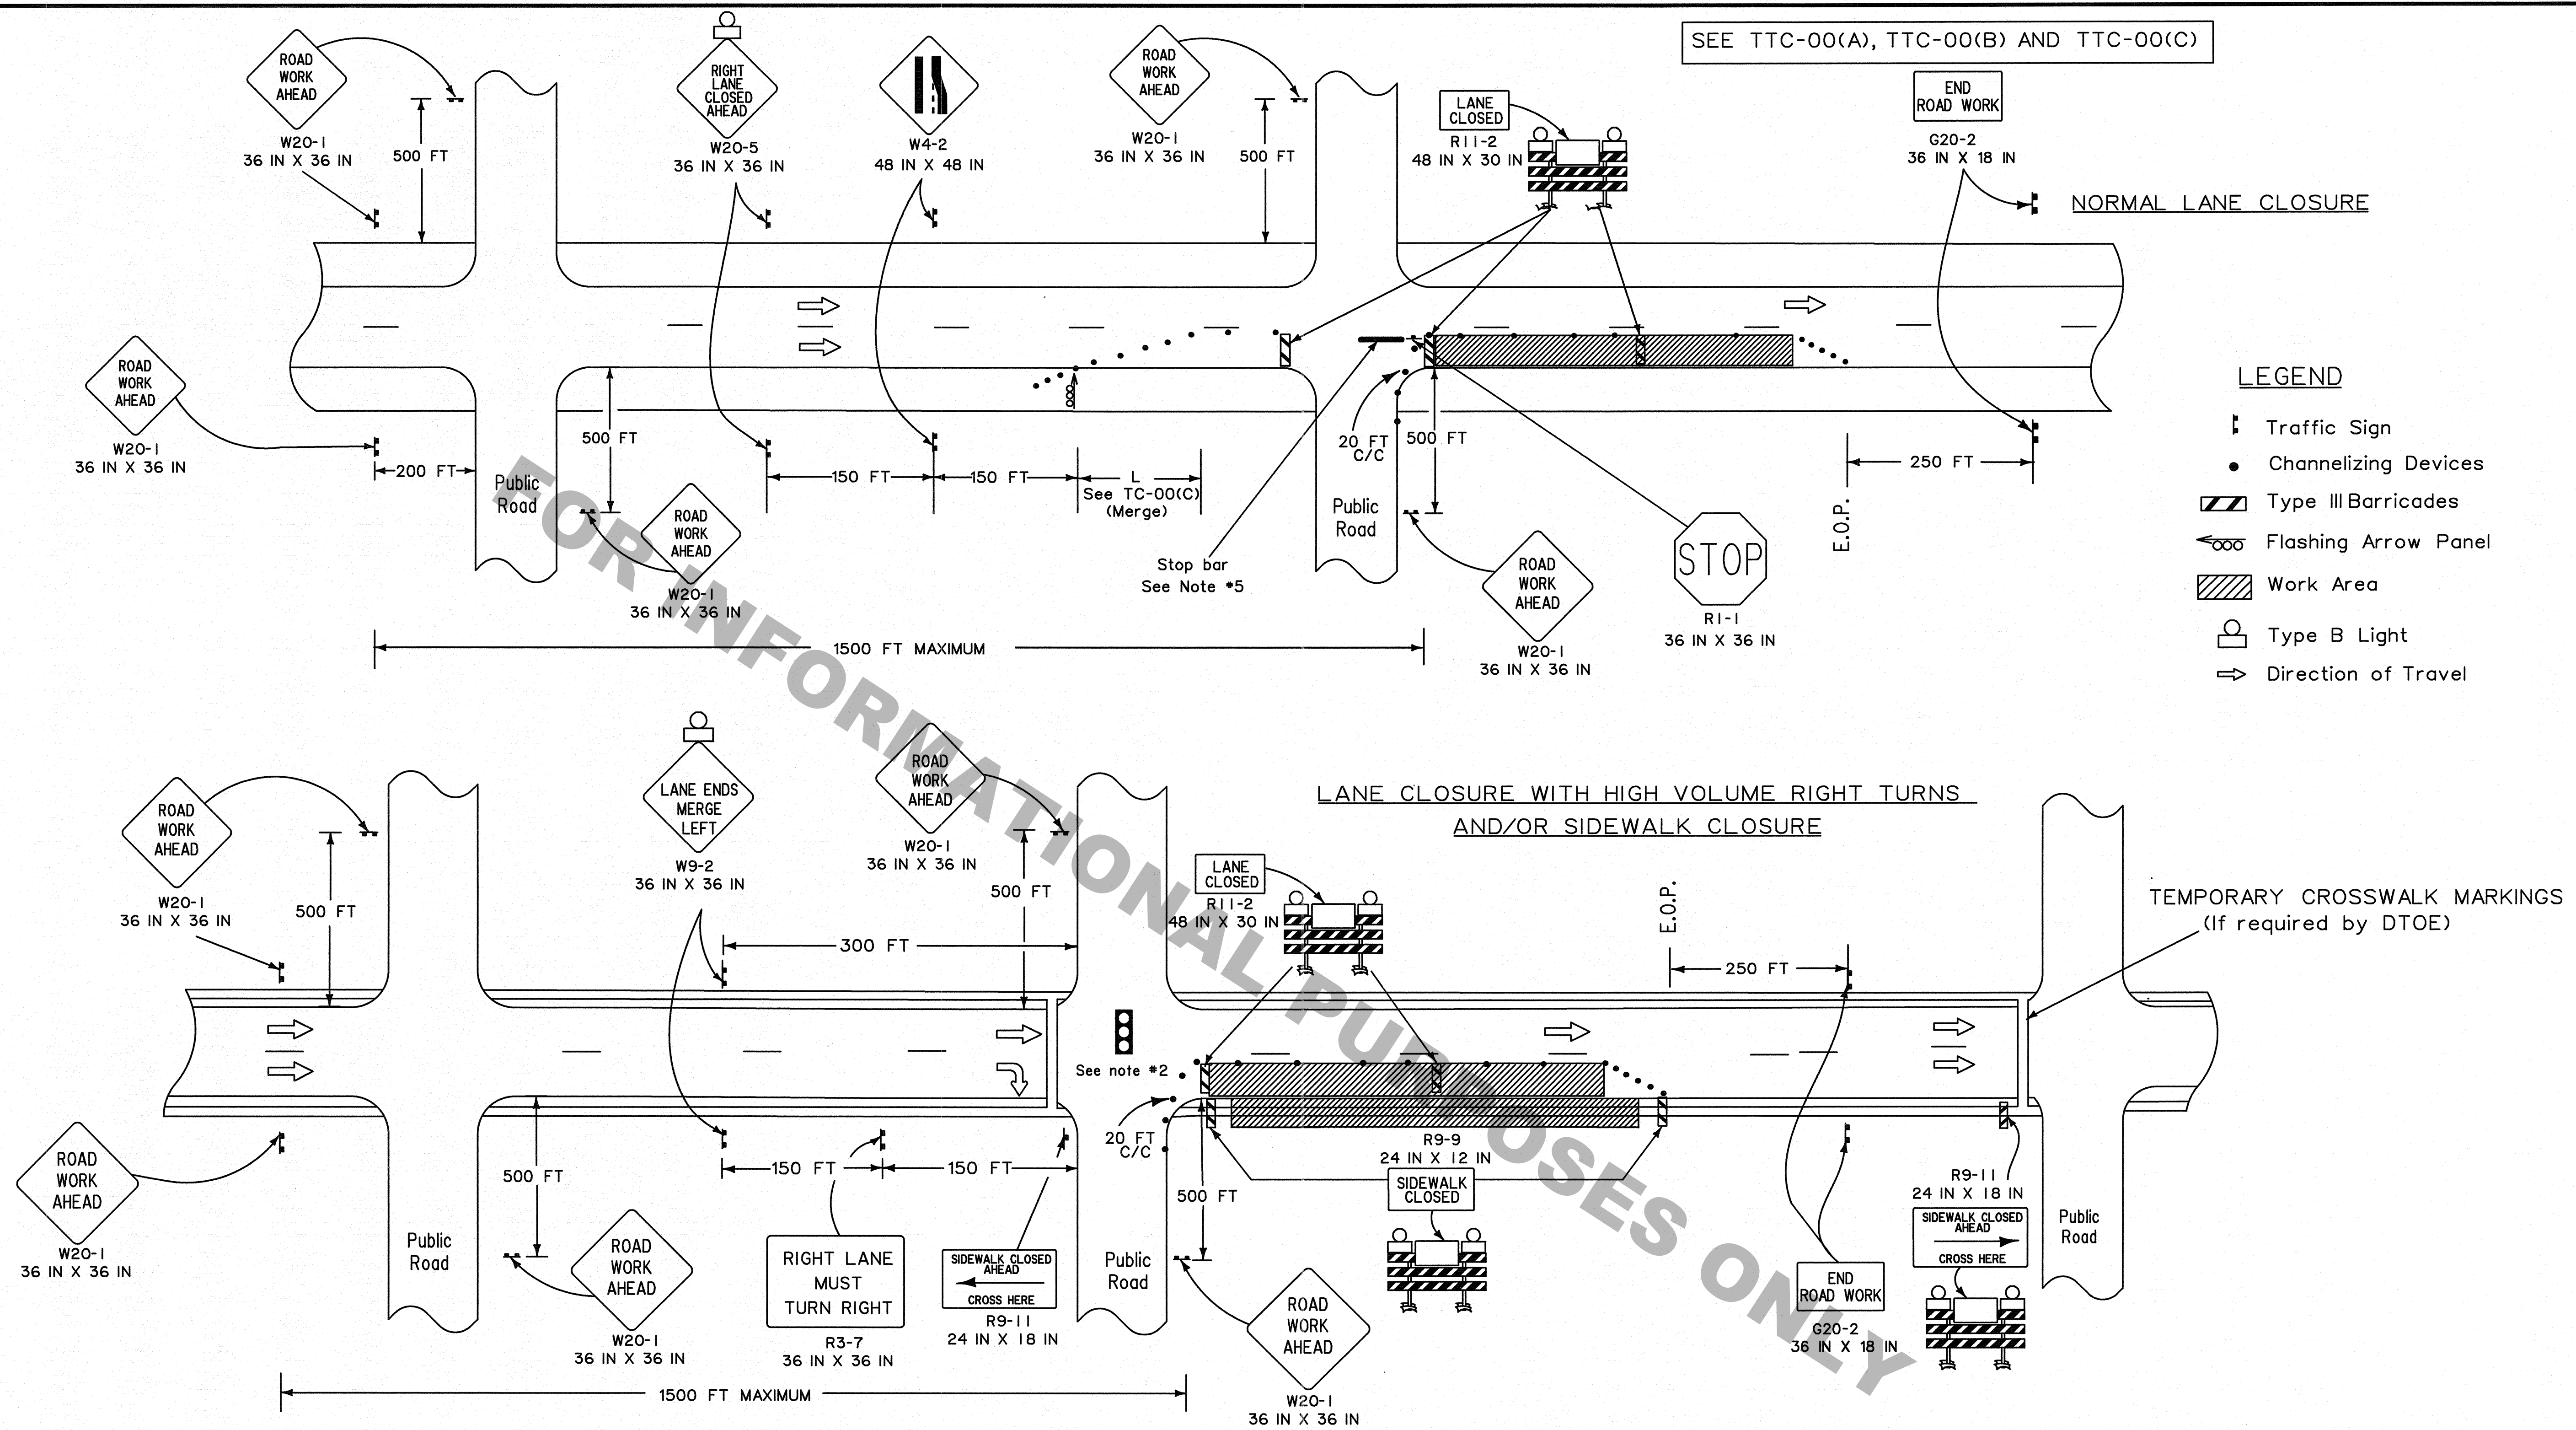 SEE TTC-00(A), TTC-00(B) AND TTC-00(C)
ROAD
WORK
AHEAD
W20-1
36 IN X 36 IN
500 FT
RIGHT
LANE
CLOSED
AHEAD
W20-5
36 IN X 36 IN
W4-2
48 IN X 48 IN
ROAD
WORK
AHEAD
W20-1
36 IN X 36 IN
500 FT
LANE
CLOSED
R11-2
48 IN X 30 IN
END
ROAD WORK
G20-2
36 IN X 18 IN
NORMAL LANE CLOSURE
ROAD
WORK
AHEAD
W20-1
36 IN X 36 IN
200 FT
Public
Road
500 FT
ROAD
WORK
AHEAD
W20-1
36 IN X 36 IN
150 FT
150 FT
L
See TC-00(C)
(Merge)
Stop bar
See Note #5
20 FT
C/C
500 FT
Public
Road
ROAD
WORK
AHEAD
W20-1
36 IN X 36 IN
STOP
R1-1
36 IN X 36 IN
E.O.P.
250 FT
1500 FT MAXIMUM
LEGEND
Traffic Sign
Channelizing Devices
Type III Barricades
Flashing Arrow Panel
Work Area
Type B Light
Direction of Travel
FOR INFORMATIONAL PURPOSES ONLY
LANE CLOSURE WITH HIGH VOLUME RIGHT TURNS
AND/OR SIDEWALK CLOSURE
ROAD
WORK
AHEAD
W20-1
36 IN X 36 IN
500 FT
LANE ENDS
MERGE
LEFT
W9-2
36 IN X 36 IN
ROAD
WORK
AHEAD
W20-1
36 IN X 36 IN
500 FT
300 FT
LANE
CLOSED
R11-2
48 IN X 30 IN
E.O.P.
250 FT
TEMPORARY CROSSWALK MARKINGS
(If required by DTOE)
See note #2
20 FT
C/C
ROAD
WORK
AHEAD
W20-1
36 IN X 36 IN
Public
Road
500 FT
ROAD
WORK
AHEAD
W20-1
36 IN X 36 IN
150 FT
150 FT
RIGHT LANE
MUST
TURN RIGHT
R3-7
36 IN X 36 IN
SIDEWALK CLOSED
AHEAD
CROSS HERE
R9-11
24 IN X 18 IN
Public
Road
500 FT
ROAD
WORK
AHEAD
W20-1
36 IN X 36 IN
R9-9
24 IN X 12 IN
SIDEWALK
CLOSED
END
ROAD WORK
G20-2
36 IN X 18 IN
R9-11
24 IN X 18 IN
SIDEWALK CLOSED
AHEAD
CROSS HERE
Public
Road
1500 FT MAXIMUM